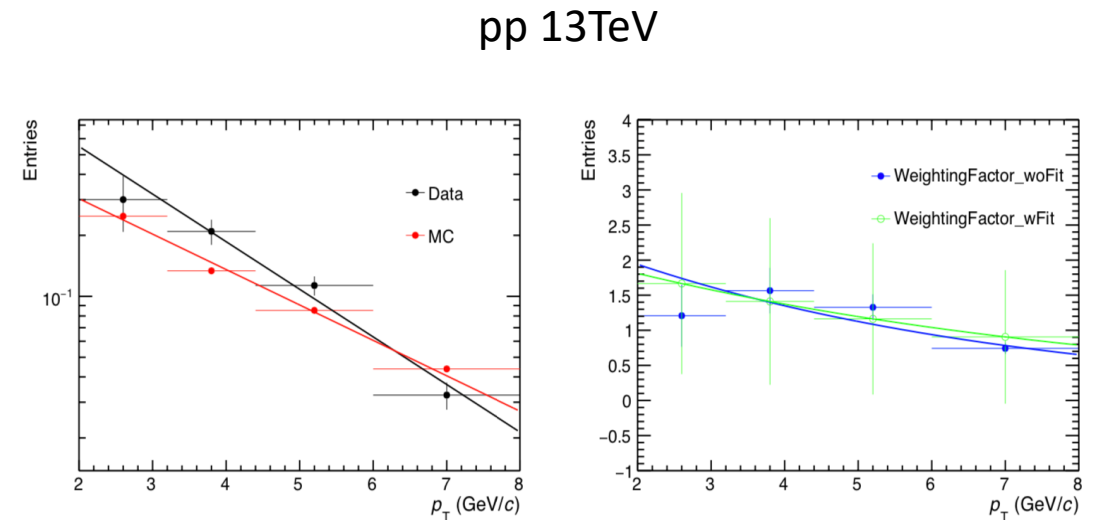 pp 13TeV
Entries
Data
MC
10⁻¹
2 3 4 5 6 7 8
p_T (GeV/c)
Entries
4
3.5
3
2.5
2
1.5
1
0.5
0
−0.5
−1
WeightingFactor_woFit
WeightingFactor_wFit
2 3 4 5 6 7 8
p_T (GeV/c)